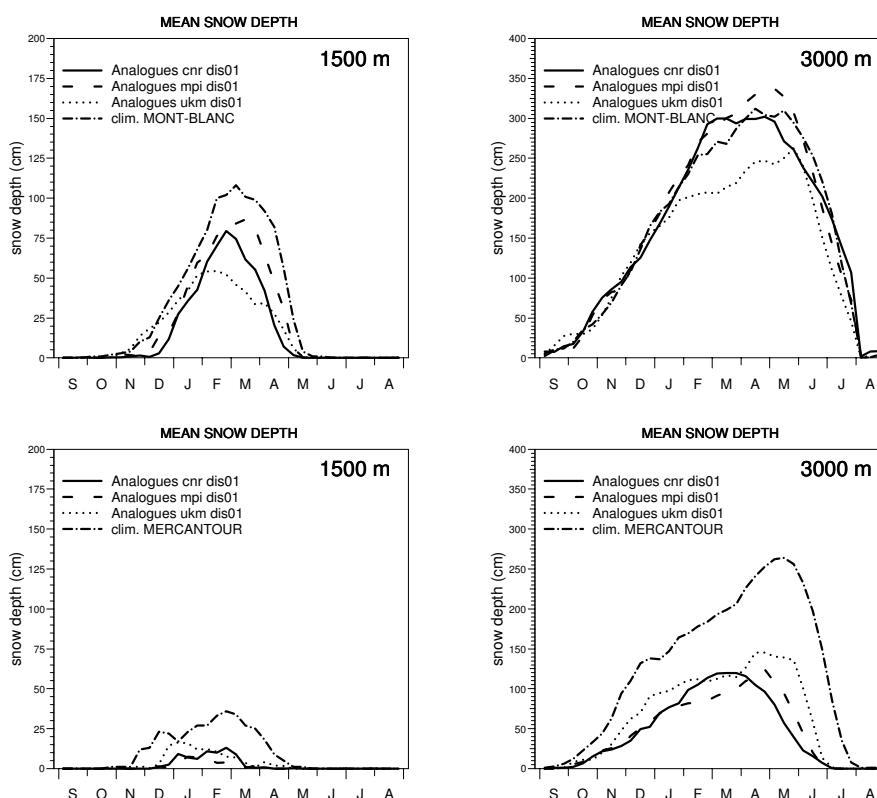 MEAN SNOW DEPTH
1500 m
200
175
150
125
100
75
50
25
0
snow depth (cm)
Analogues cnr dis01
Analogues mpi dis01
Analogues ukm dis01
clim. MONT-BLANC
S O N D J F M A M J J A
MEAN SNOW DEPTH
3000 m
400
350
300
250
200
150
100
50
0
snow depth (cm)
Analogues cnr dis01
Analogues mpi dis01
Analogues ukm dis01
clim. MONT-BLANC
S O N D J F M A M J J A
MEAN SNOW DEPTH
1500 m
200
175
150
125
100
75
50
25
0
snow depth (cm)
Analogues cnr dis01
Analogues mpi dis01
Analogues ukm dis01
clim. MERCANTOUR
S O N D J F M A M J J A
MEAN SNOW DEPTH
3000 m
400
350
300
250
200
150
100
50
0
snow depth (cm)
Analogues cnr dis01
Analogues mpi dis01
Analogues ukm dis01
clim. MERCANTOUR
S O N D J F M A M J J A